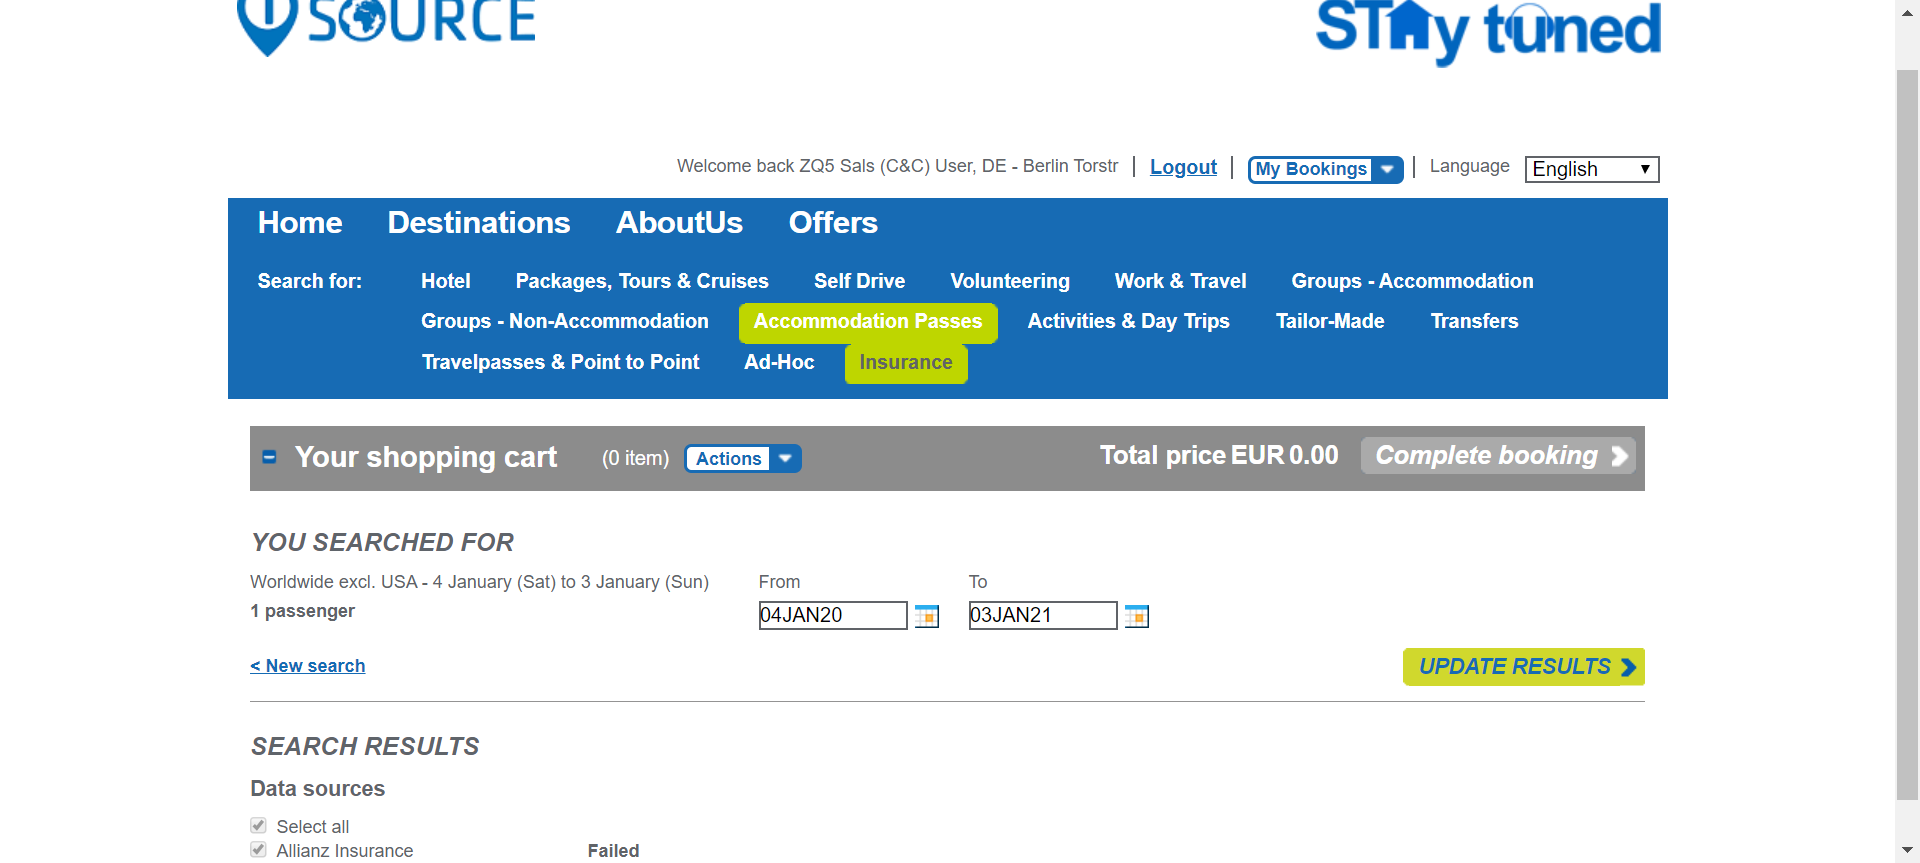 SOURCE
STAy tuned
Welcome back ZQ5 Sals (C&C) User, DE - Berlin Torstr | Logout | My Bookings | Language English
Home Destinations AboutUs Offers
Search for: Hotel Packages, Tours & Cruises Self Drive Volunteering Work & Travel Groups - Accommodation
Groups - Non-Accommodation Accommodation Passes Activities & Day Trips Tailor-Made Transfers
Travelpasses & Point to Point Ad-Hoc Insurance
Your shopping cart (0 item) Actions Total price EUR 0.00 Complete booking
YOU SEARCHED FOR
Worldwide excl. USA - 4 January (Sat) to 3 January (Sun) From To
1 passenger 04JAN20 03JAN21
< New search UPDATE RESULTS
SEARCH RESULTS
Data sources
Select all
Allianz Insurance Failed